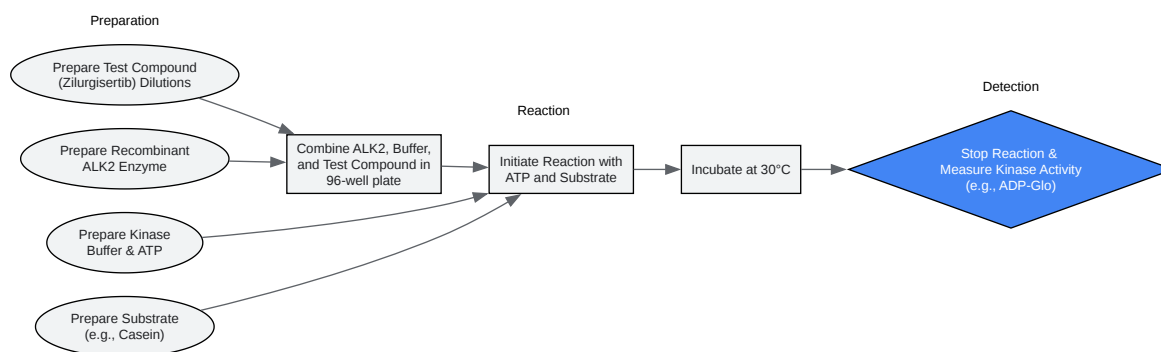 Preparation
Prepare Test Compound
(Zilurgisertib) Dilutions
Prepare Recombinant
ALK2 Enzyme
Prepare Kinase
Buffer & ATP
Prepare Substrate
(e.g., Casein)
Combine ALK2, Buffer,
and Test Compound in
96-well plate
Reaction
Initiate Reaction with
ATP and Substrate
Incubate at 30°C
Detection
Stop Reaction &
Measure Kinase Activity
(e.g., ADP-Glo)